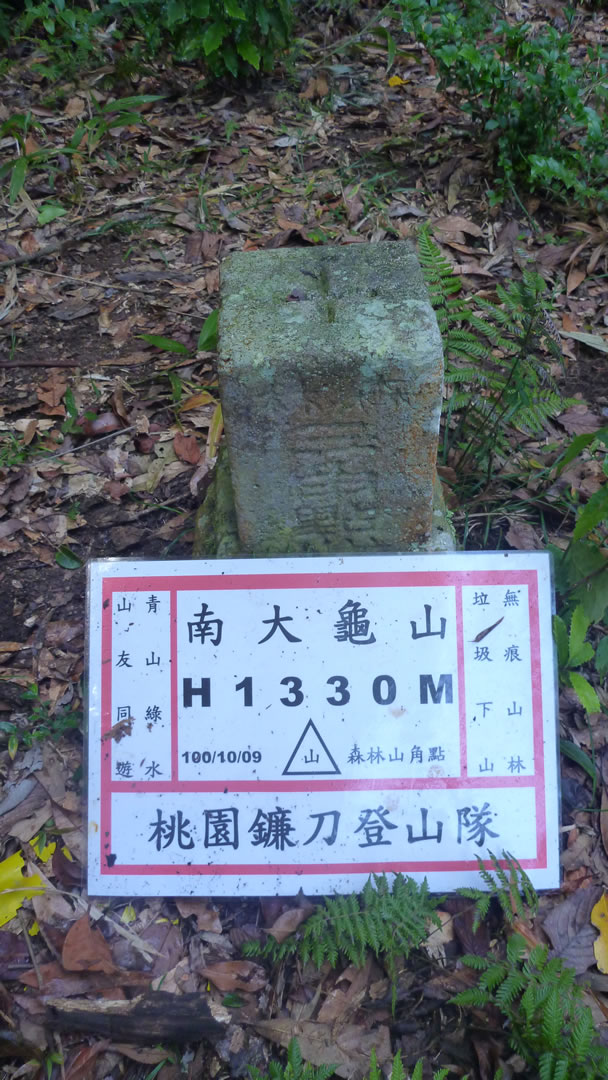 南大龜山
H1330M
100/10/09 山 森林山角點
桃園鐮刀登山隊
青山綠水
山友同遊
無痕山林
垃圾下山